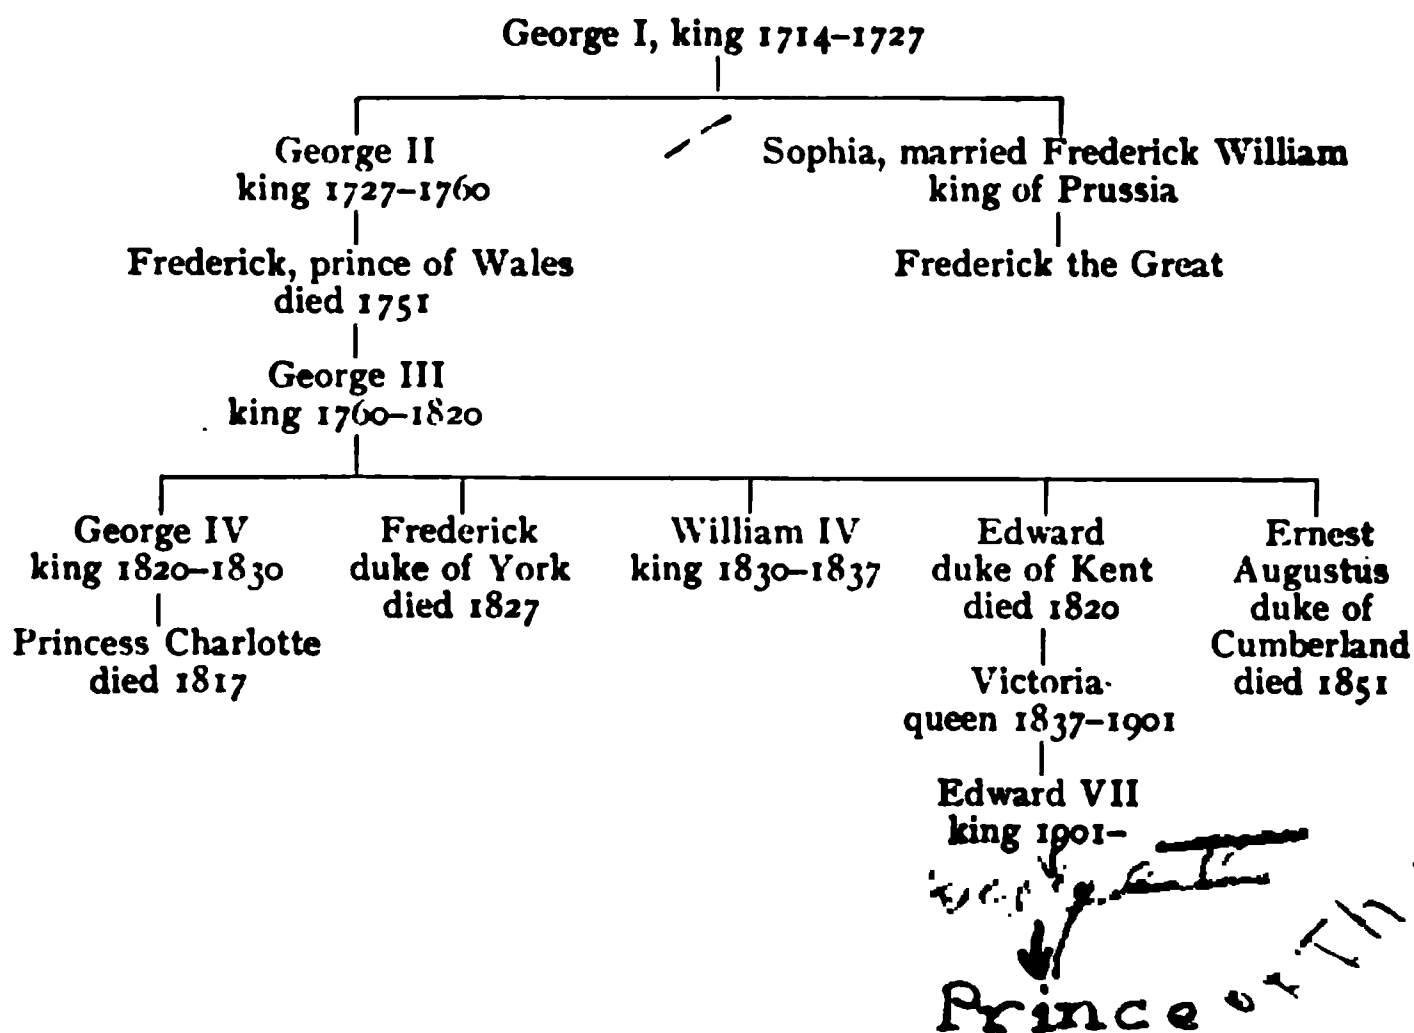 George I, king 1714–1727
George II
king 1727–1760
Sophia, married Frederick William
king of Prussia
Frederick, prince of Wales
died 1751
Frederick the Great
George III
king 1760–1820
George IV
king 1820–1830
Princess Charlotte
died 1817
Frederick
duke of York
died 1827
William IV
king 1830–1837
Edward
duke of Kent
died 1820
Victoria
queen 1837–1901
Edward VII
king 1901–
Ernest
Augustus
duke of
Cumberland
died 1851
Prince